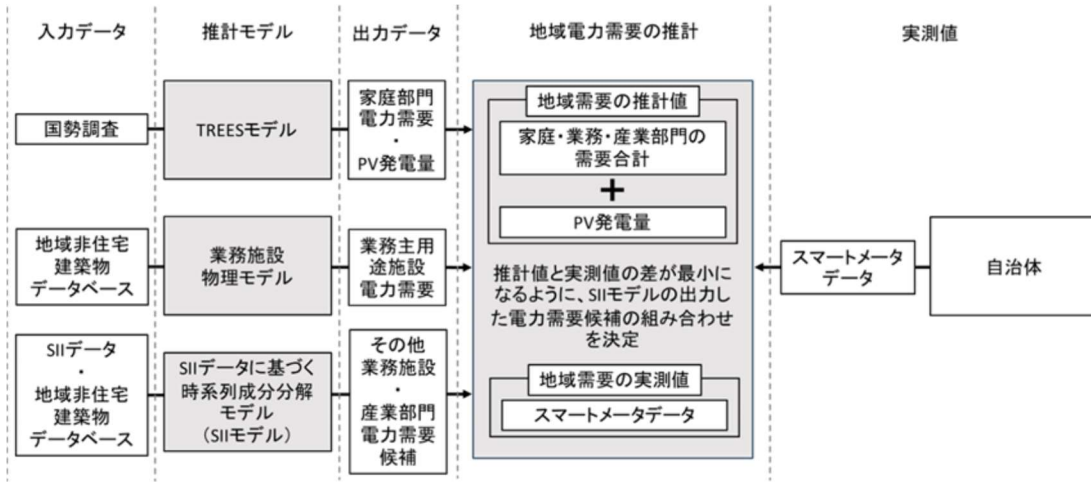 入力データ
推計モデル
出力データ
地域電力需要の推計
実測値
国勢調査
TREESモデル
家庭部門
電力需要
・
PV発電量
地域非住宅
建築物
データベース
業務施設
物理モデル
業務主用
途施設
電力需要
SIIデータ
・
地域非住宅
建築物
データベース
SIIデータに基づく
時系列成分分解
モデル
（SIIモデル）
その他
業務施設
・
産業部門
電力需要
候補
地域需要の推計値
家庭・業務・産業部門の
需要合計
+
PV発電量
推計値と実測値の差が最小に
なるように、SIIモデルの出力し
た電力需要候補の組み合わせ
を決定
地域需要の実測値
スマートメータデータ
スマートメータ
データ
自治体